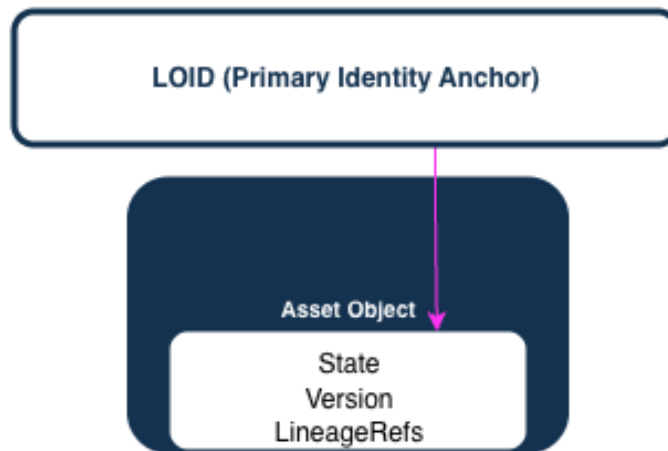 LOID (Primary Identity Anchor)
Asset Object
State
Version
LineageRefs